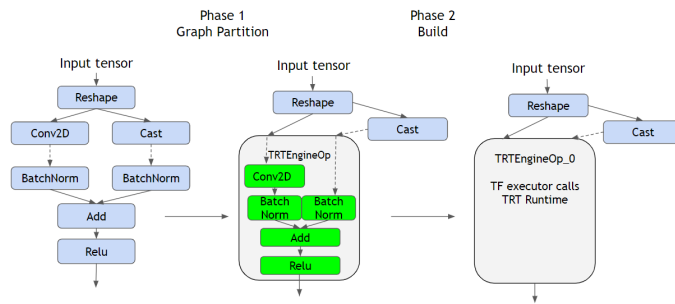 Phase 1
Graph Partition
Phase 2
Build
Input tensor
Reshape
Conv2D
Cast
BatchNorm
BatchNorm
Add
Relu
Input tensor
Reshape
Cast
TRTEngineOp
Conv2D
Batch
Norm
Batch
Norm
Add
Relu
Input tensor
Reshape
Cast
TRTEngineOp_0
TF executor calls
TRT Runtime